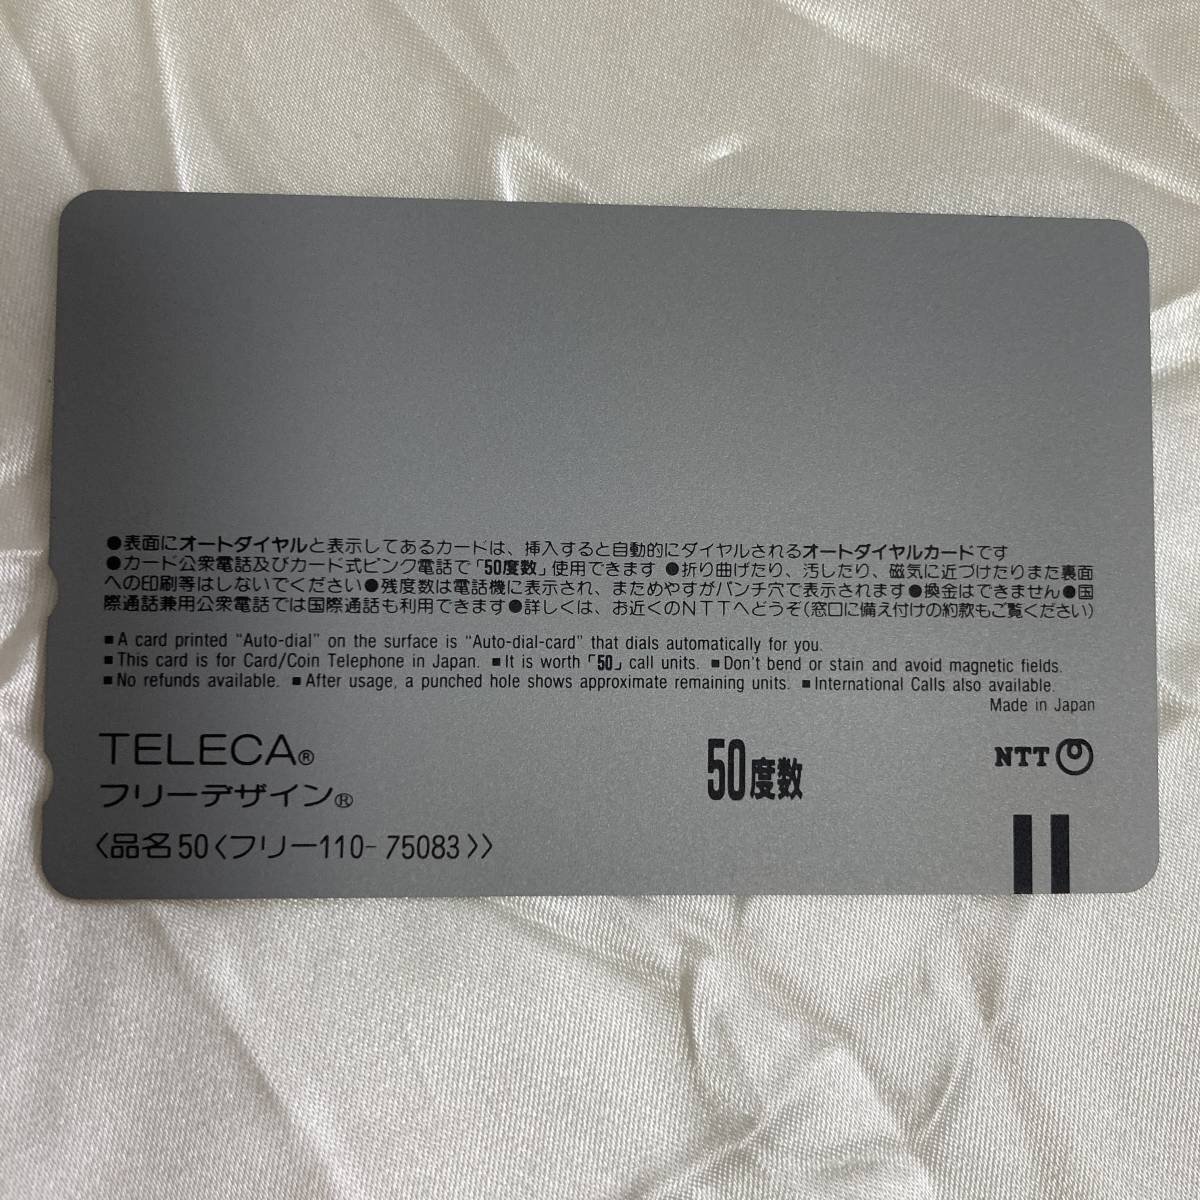 ●表面にオートダイヤルと表示してあるカードは、挿入すると自動的にダイヤルされるオートダイヤルカードです
●カード公衆電話及びカード式ピンク電話で「50度数」使用できます ●折り曲げたり、汚したり、磁気に近づけたりまた裏面
への印刷等はしないでください●残度数は電話機に表示され、まためやすがパンチ穴で表示されます●換金はできません●国
際通話兼用公衆電話では国際通話も利用できます●詳しくは、お近くのNTTへどうぞ(窓口に備え付けの約款もご覧ください)
■A card printed "Auto-dial" on the surface is "Auto-dial-card" that dials automatically for you.
■This card is for Card/Coin Telephone in Japan. ■It is worth「50」call units. ■Don't bend or stain and avoid magnetic fields.
■No refunds available. ■After usage, a punched hole shows approximate remaining units. ■International Calls also available.
Made in Japan
TELECA®
フリーデザイン®
〈品名50〈フリー110-75083〉〉
50度数
NTT